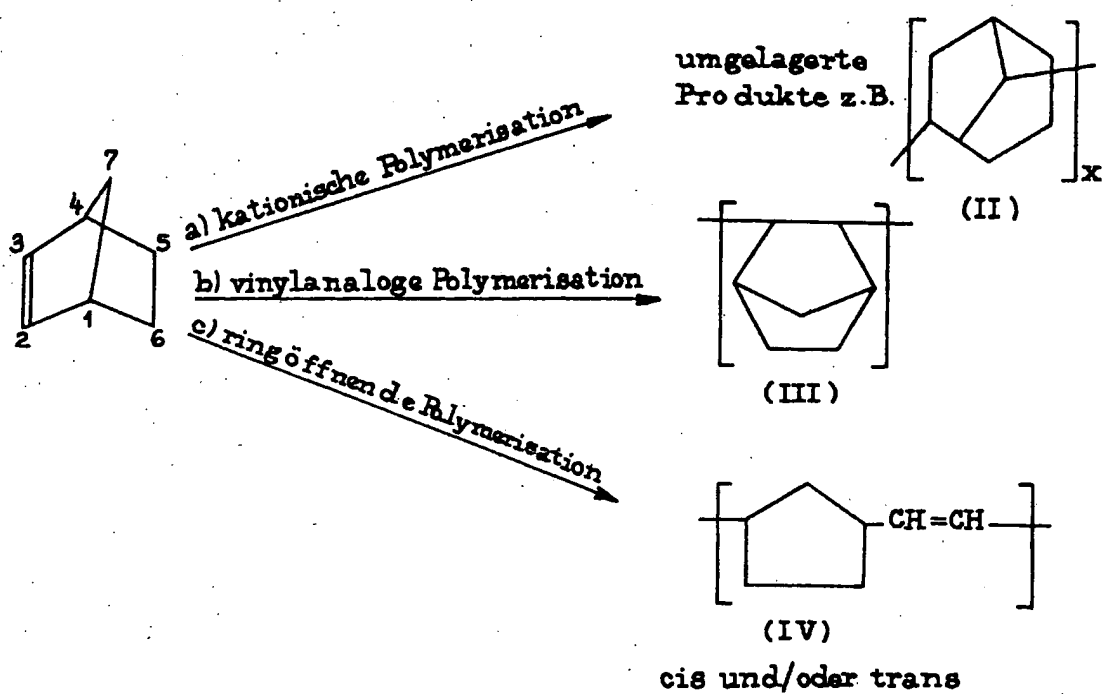 umgelagerte
Produkte z.B.
x
(II)
a) kationische Polymerisation
7
4
3
5
2
1
6
b) vinylanaloge Polymerisation
(III)
c) ringöffnende Polymerisation
CH=CH
(IV)
cis und/oder trans